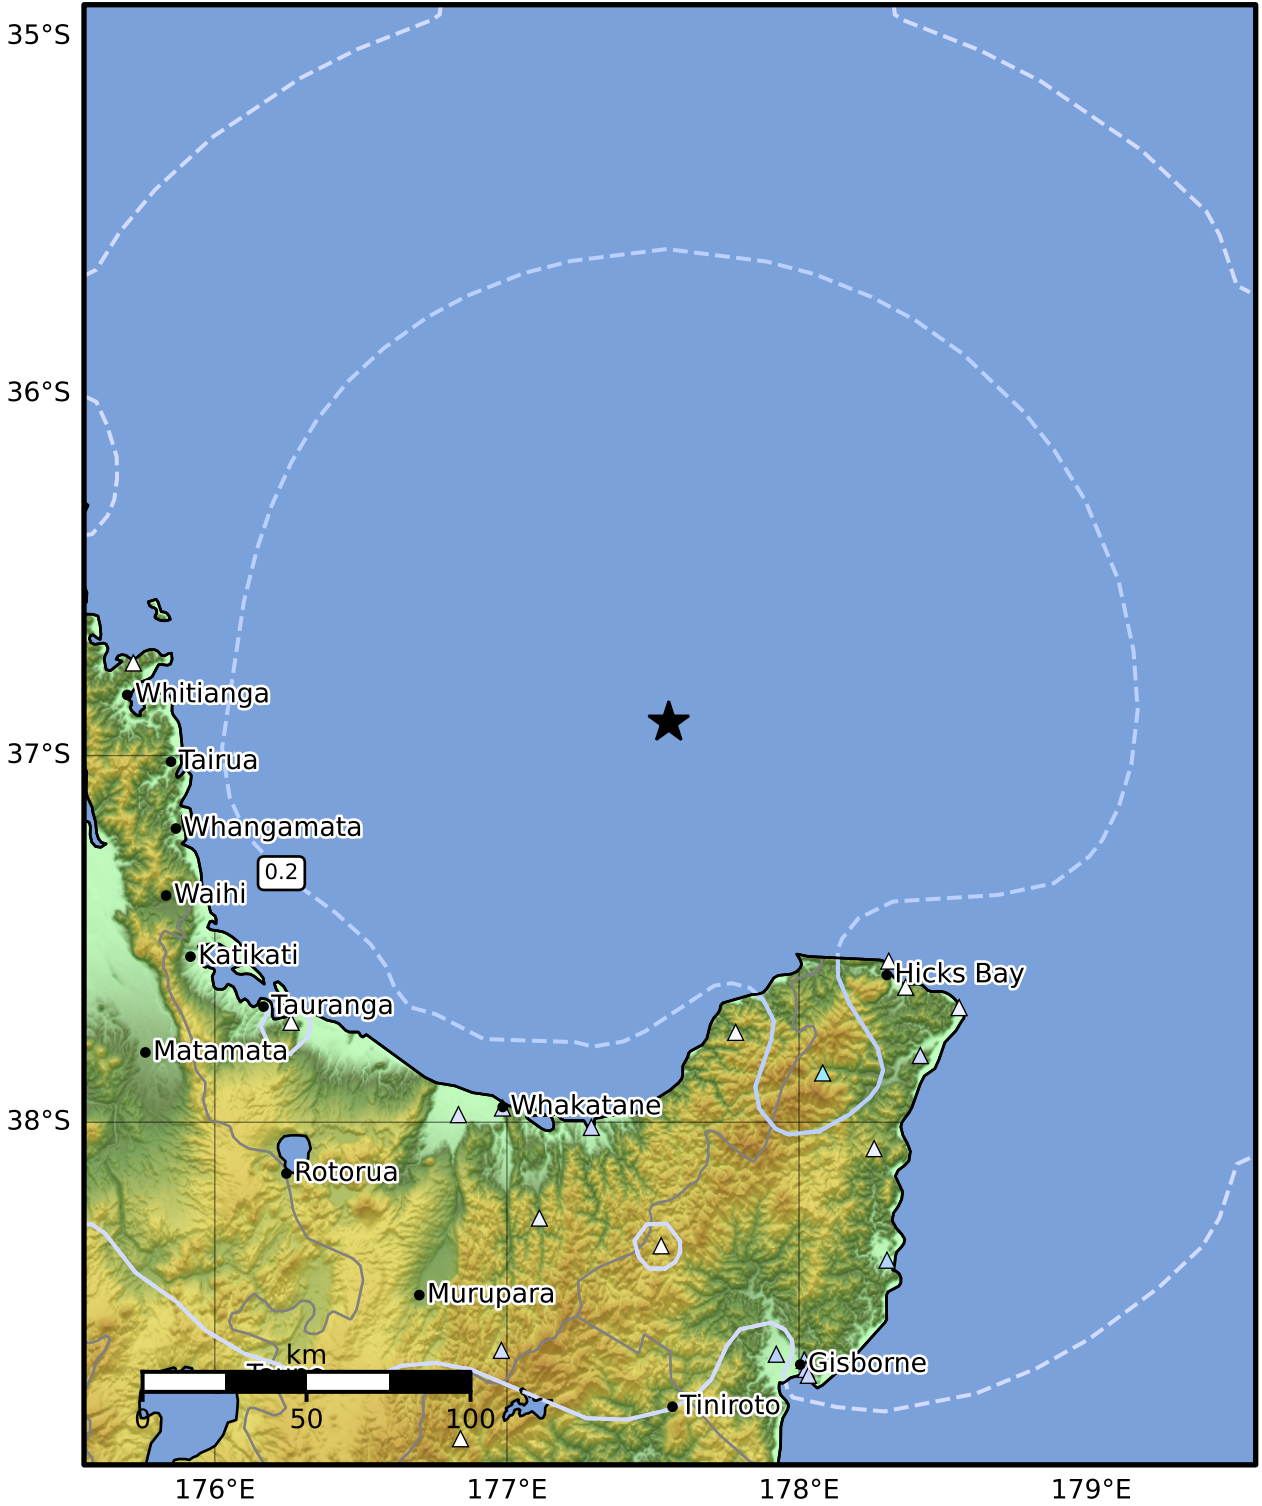 35°S
36°S
37°S
38°S
Whitianga
Tairua
Whangamata
0.2
Waihi
Katikati
Hicks Bay
Tauranga
Matamata
Whakatane
Rotorua
Murupara
km
Gisborne
Tiniroto
0
50
100
176°E
177°E
178°E
179°E